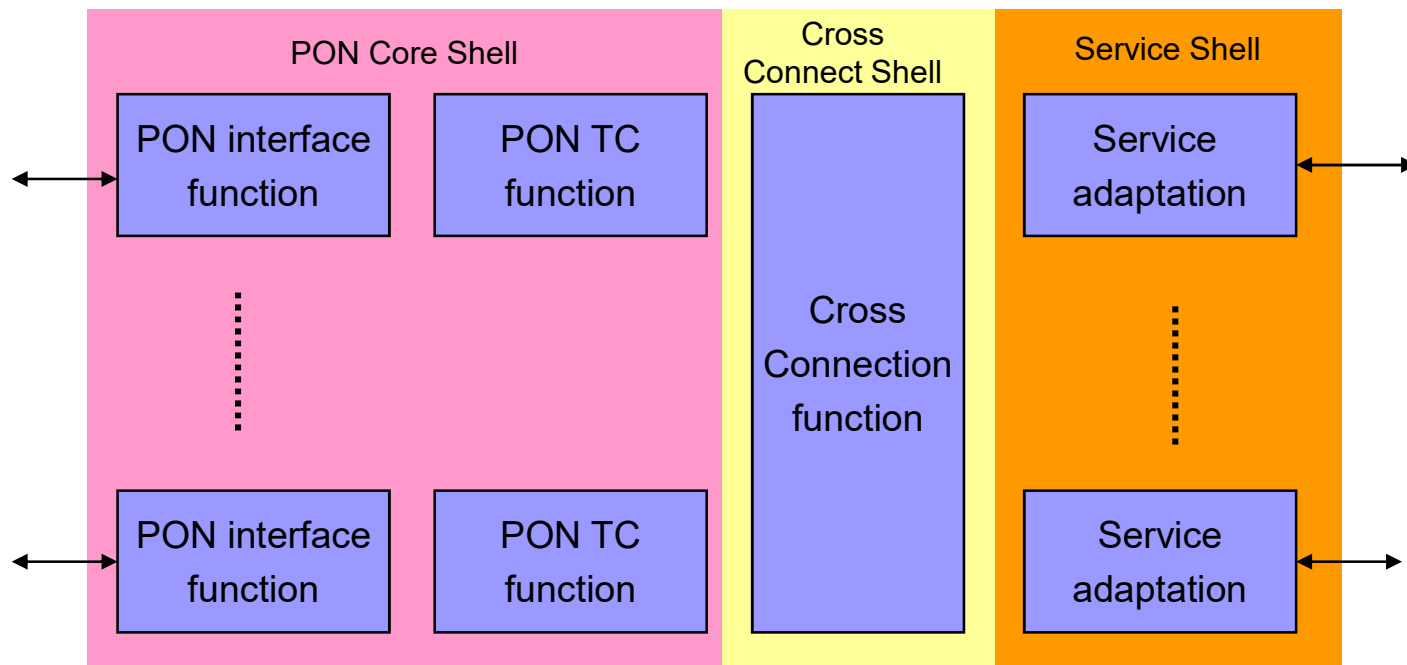 PON Core Shell
Cross
Connect Shell
Service Shell
PON interface
function
PON TC
function
Service
adaptation
Cross
Connection
function
PON interface
function
PON TC
function
Service
adaptation